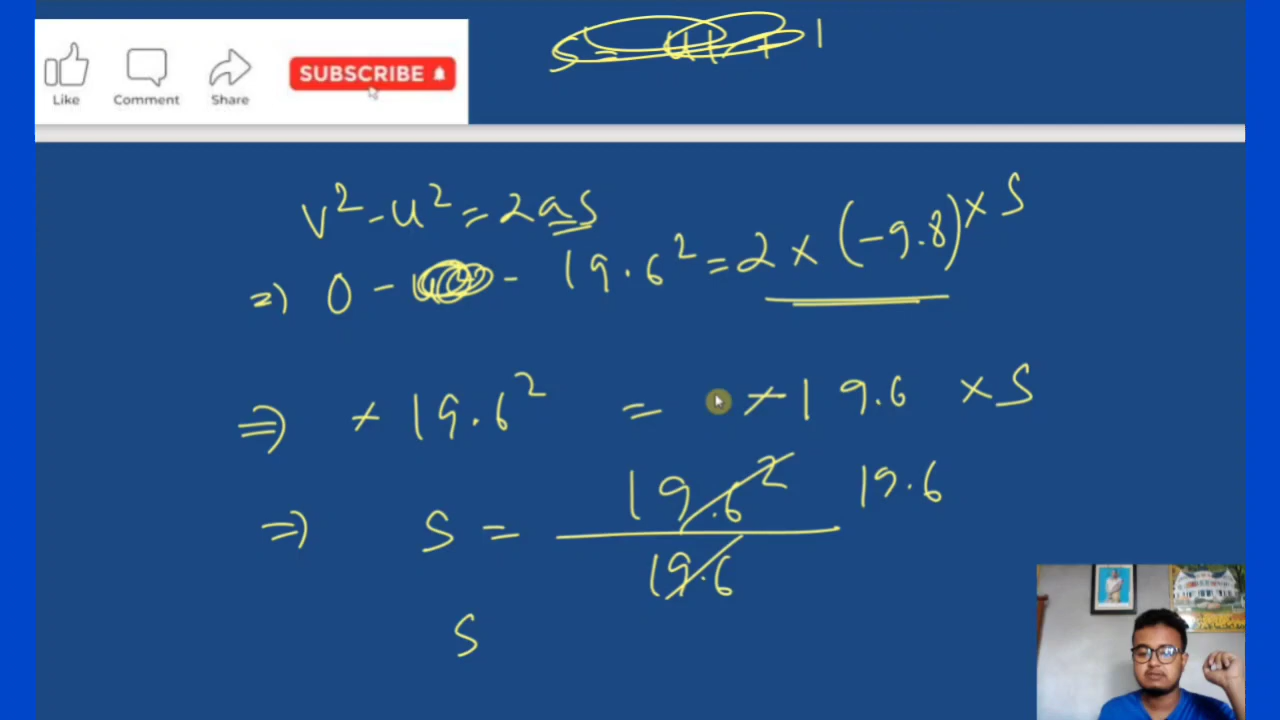 Like Comment Share SUBSCRIBE
v² - u² = 2as
⇒ 0 - - 19.6² = 2 × (-9.8) × S
⇒ + 19.6² = + 19.6 × S
⇒ S = 19.6² / 19.6 19.6
S